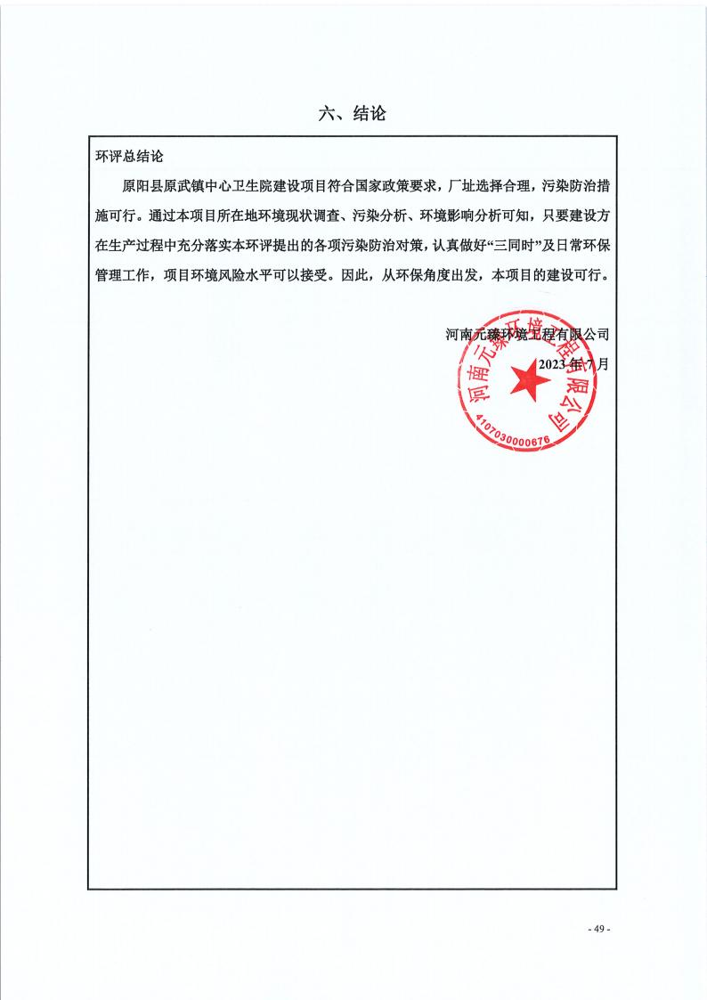 六、结论
环评总结论
原阳县原武镇中心卫生院建设项目符合国家政策要求，厂址选择合理，污染防治措
施可行。通过本项目所在地环境现状调查、污染分析、环境影响分析可知，只要建设方
在生产过程中充分落实本环评提出的各项污染防治对策，认真做好“三同时”及日常环保
管理工作，项目环境风险水平可以接受。因此，从环保角度出发，本项目的建设可行。
河南元臻环境工程有限公司
2023 年 7 月
河南元臻环境工程有限公司
4107030000676
- 49 -